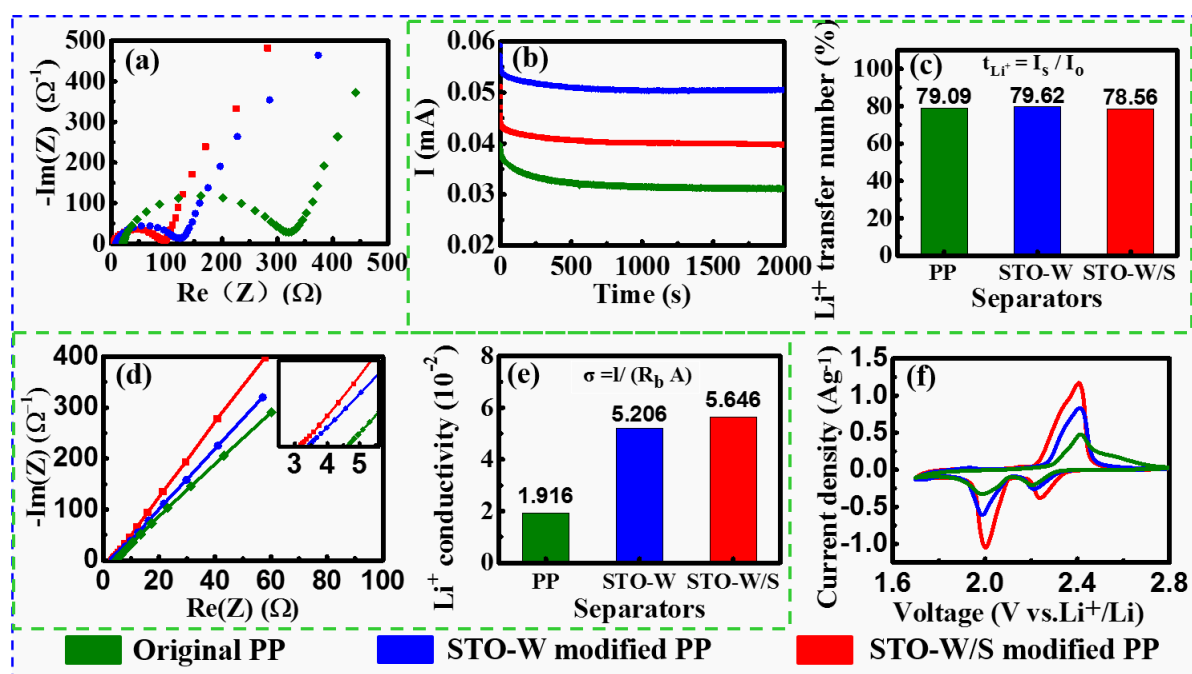 (a)
500
400
300
200
100
0
-Im(Z) (Ω⁻¹)
0 100 200 300 400 500
Re（Z）(Ω)
(b)
0.06
0.05
0.04
0.03
0.02
I (mA)
0 500 1000 1500 2000
Time (s)
(c)
t Li⁺ = I s / I o
100
80
60
40
20
0
Li⁺ transfer number (%)
79.09 79.62 78.56
PP STO-W STO-W/S
Separators
(d)
400
300
200
100
0
-Im(Z) (Ω⁻¹)
3 4 5
0 20 40 60 80 100
Re(Z) (Ω)
(e)
σ =l/ (R b A)
8
6
4
2
0
Li⁺ conductivity (10⁻²)
1.916 5.206 5.646
PP STO-W STO-W/S
Separators
(f)
1.5
1.0
0.5
0.0
-0.5
-1.0
Current density (Ag⁻¹)
1.6 2.0 2.4 2.8
Voltage (V vs.Li⁺/Li)
Original PP STO-W modified PP STO-W/S modified PP